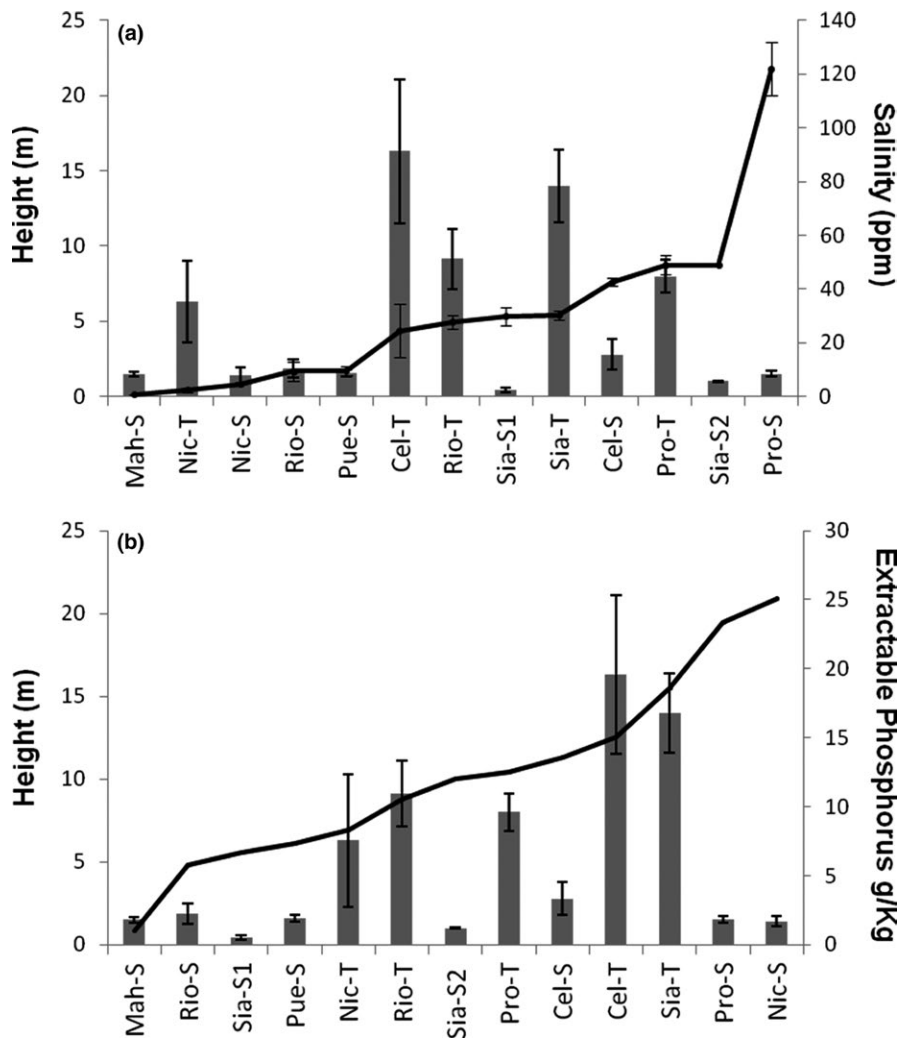 (a)
Height (m)
25
20
15
10
5
0
140
120
100
80
60
40
20
0
Salinity (ppm)
Mah-S
Nic-T
Nic-S
Rio-S
Pue-S
Cel-T
Rio-T
Sia-S1
Sia-T
Cel-S
Pro-T
Sia-S2
Pro-S
(b)
Height (m)
25
20
15
10
5
0
30
25
20
15
10
5
0
Extractable Phosphorus g/Kg
Mah-S
Rio-S
Sia-S1
Pue-S
Nic-T
Rio-T
Sia-S2
Pro-T
Cel-S
Cel-T
Sia-T
Pro-S
Nic-S